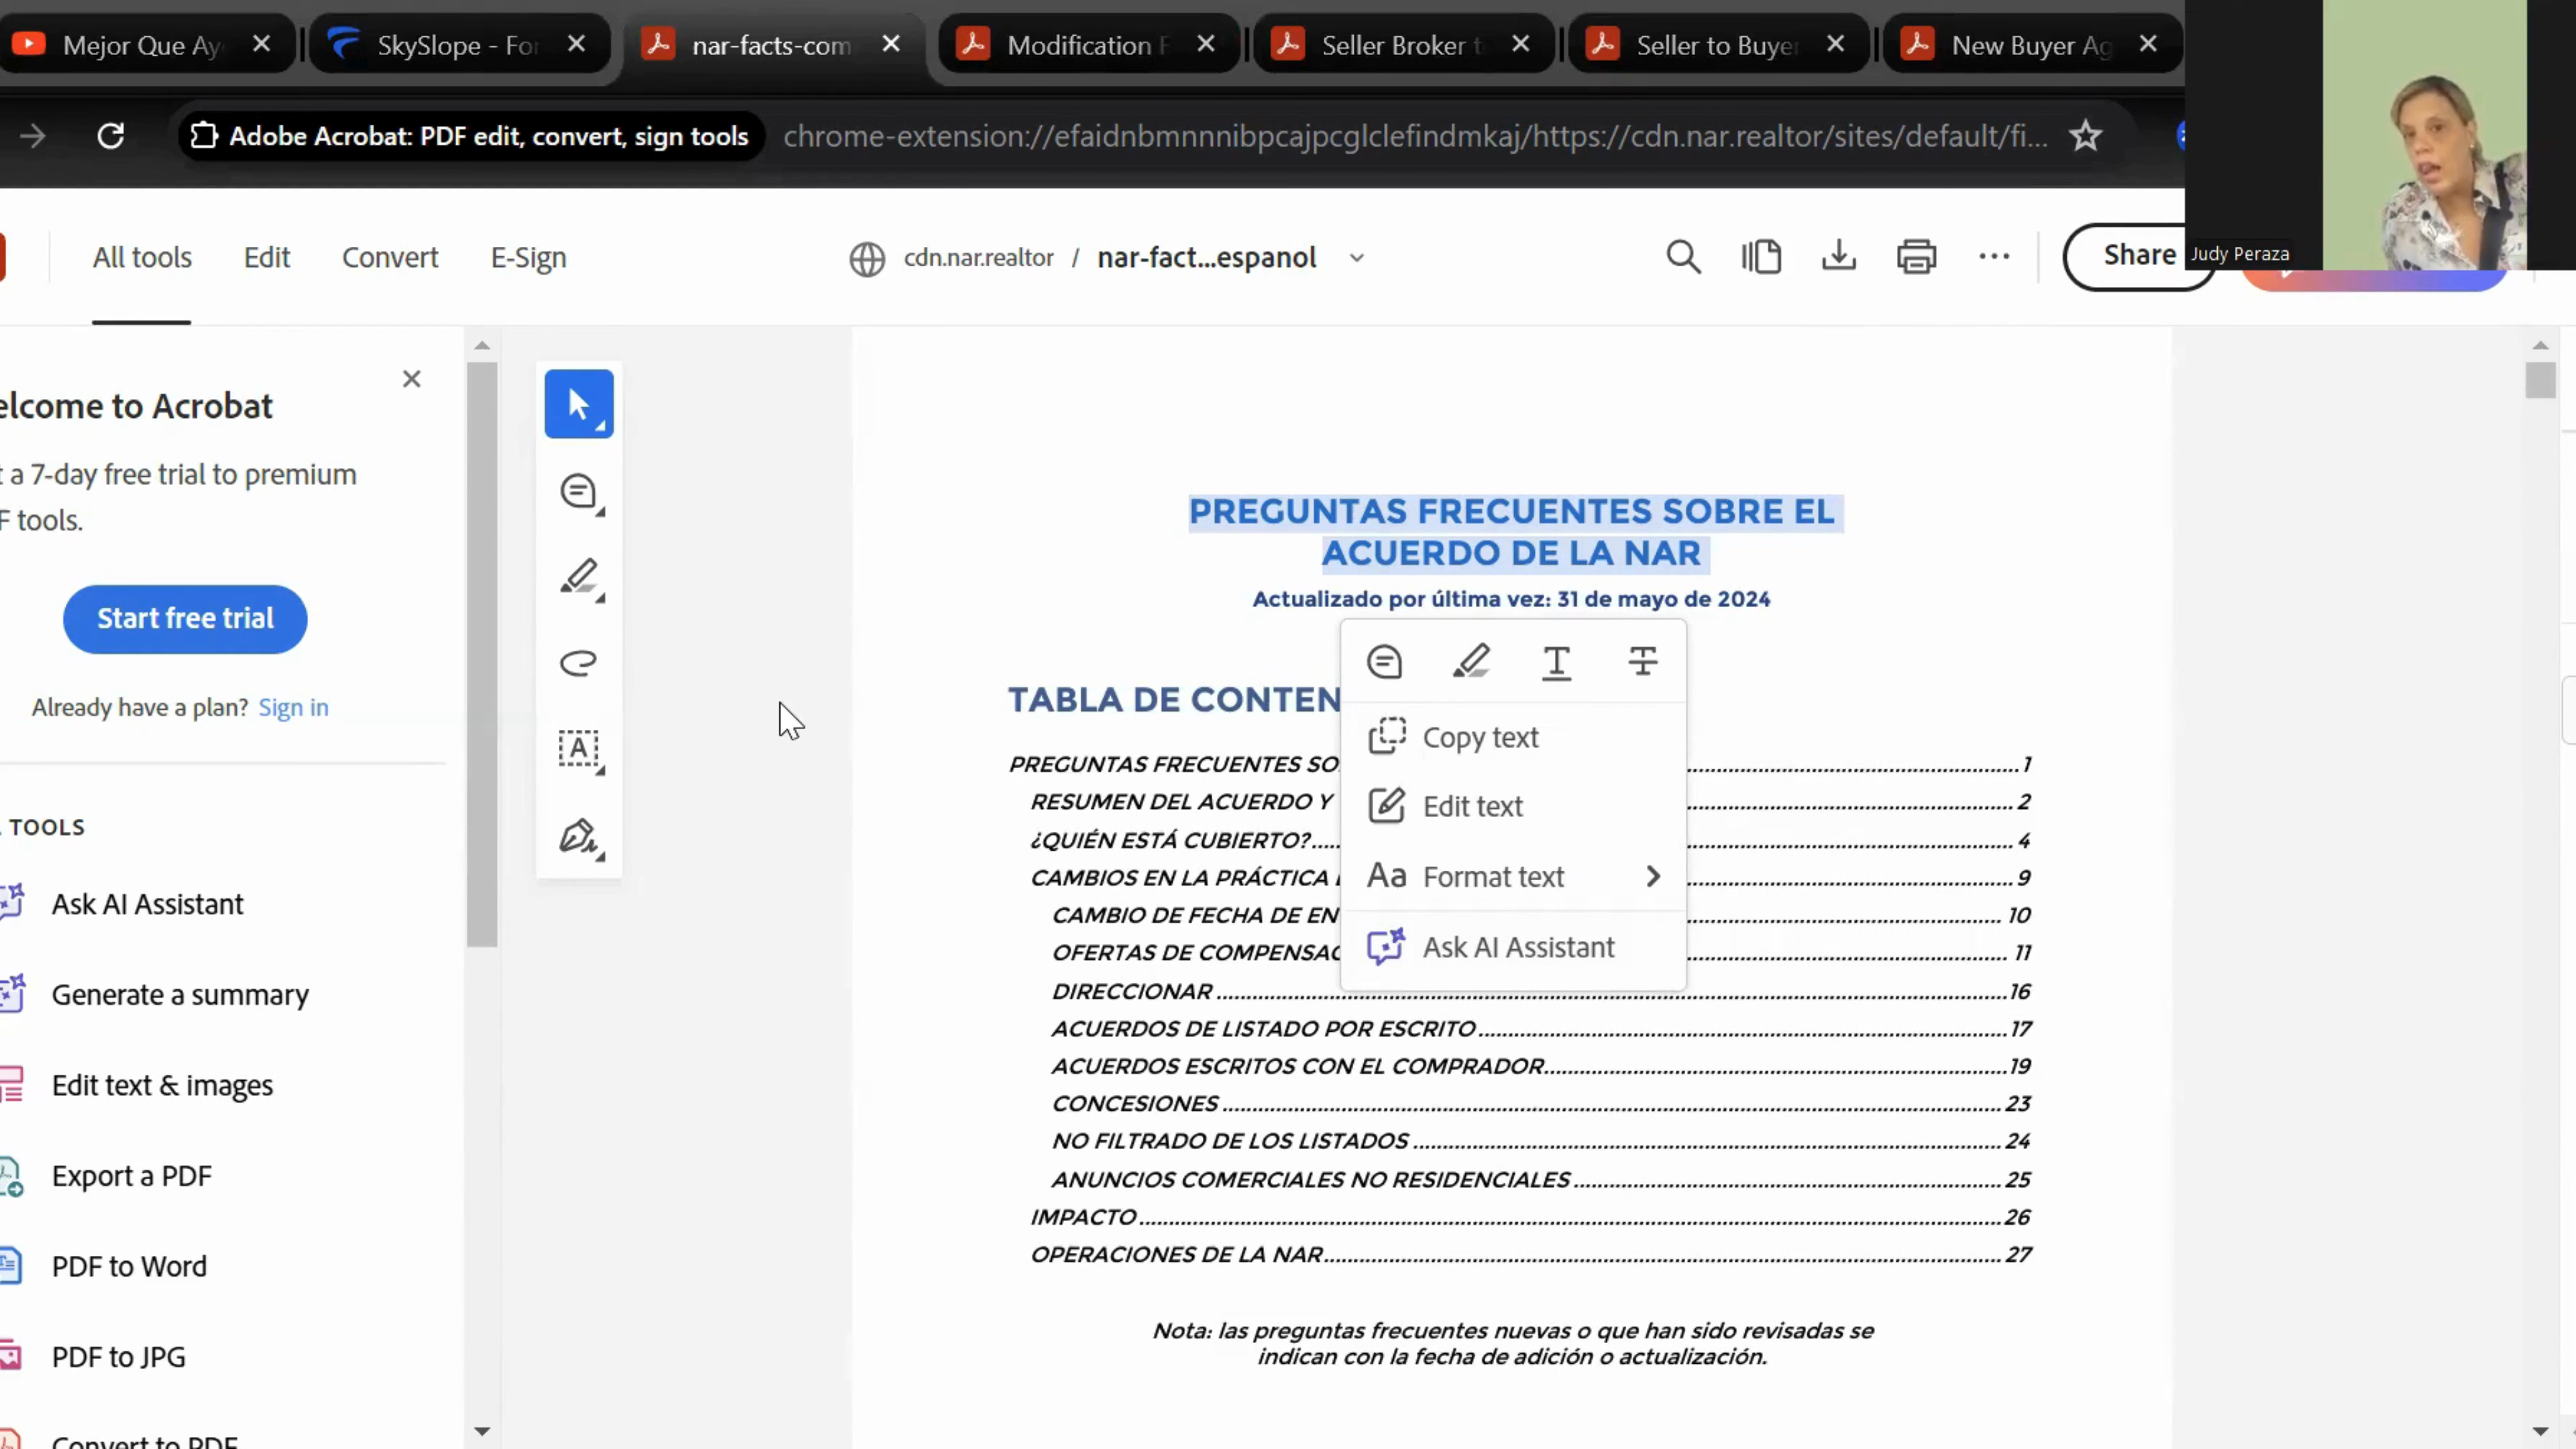 Mejor Que Ay
SkySlope - For
nar-facts-com
Modification F
Seller Broker t
Seller to Buyer
New Buyer Ag
Adobe Acrobat: PDF edit, convert, sign tools
chrome-extension://efaidnbmnnnibpcajpcglclefindmkaj/https://cdn.nar.realtor/sites/default/fi...
Judy Peraza
All tools
Edit
Convert
E-Sign
cdn.nar.realtor / nar-fact...espanol
Share
elcome to Acrobat
t a 7-day free trial to premium
F tools.
Start free trial
Already have a plan? Sign in
TOOLS
Ask AI Assistant
Generate a summary
Edit text & images
Export a PDF
PDF to Word
PDF to JPG
Convert to PDF
PREGUNTAS FRECUENTES SOBRE EL
ACUERDO DE LA NAR
Actualizado por última vez: 31 de mayo de 2024
TABLA DE CONTEN
PREGUNTAS FRECUENTES SO 1
RESUMEN DEL ACUERDO Y 2
¿QUIÉN ESTÁ CUBIERTO? 4
CAMBIOS EN LA PRÁCTICA 9
CAMBIO DE FECHA DE EN 10
OFERTAS DE COMPENSAC 11
DIRECCIONAR 16
ACUERDOS DE LISTADO POR ESCRITO 17
ACUERDOS ESCRITOS CON EL COMPRADOR 19
CONCESIONES 23
NO FILTRADO DE LOS LISTADOS 24
ANUNCIOS COMERCIALES NO RESIDENCIALES 25
IMPACTO 26
OPERACIONES DE LA NAR 27
Nota: las preguntas frecuentes nuevas o que han sido revisadas se
indican con la fecha de adición o actualización.
Copy text
Edit text
Aa Format text
Ask AI Assistant